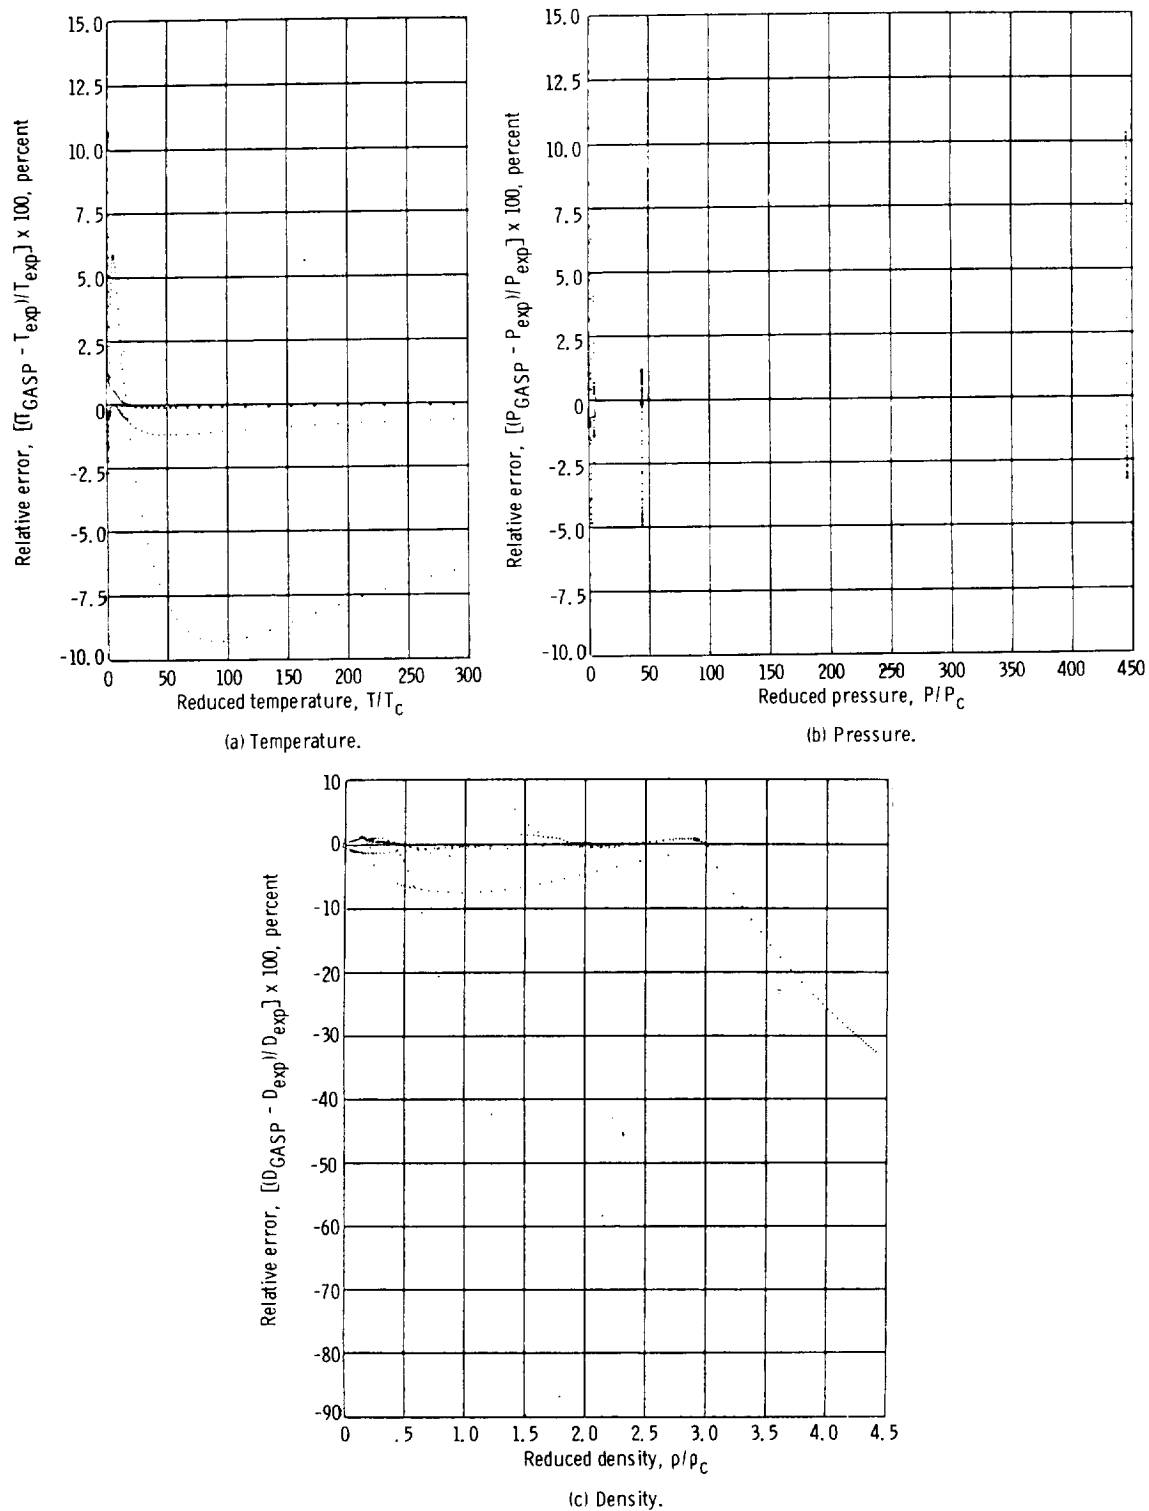 15.0
12.5
10.0
7.5
5.0
2.5
0
-2.5
-5.0
-7.5
-10.0
Relative error, [(T_GASP - T_exp)/T_exp] x 100, percent
0 50 100 150 200 250 300
Reduced temperature, T/T_c
(a) Temperature.
15.0
12.5
10.0
7.5
5.0
2.5
0
-2.5
-5.0
-7.5
-10.0
Relative error, [(P_GASP - P_exp)/P_exp] x 100, percent
0 50 100 150 200 250 300 350 400 450
Reduced pressure, P/P_c
(b) Pressure.
10
0
-10
-20
-30
-40
-50
-60
-70
-80
-90
Relative error, [(D_GASP - D_exp)/D_exp] x 100, percent
0 .5 1.0 1.5 2.0 2.5 3.0 3.5 4.0 4.5
Reduced density, ρ/ρ_c
(c) Density.